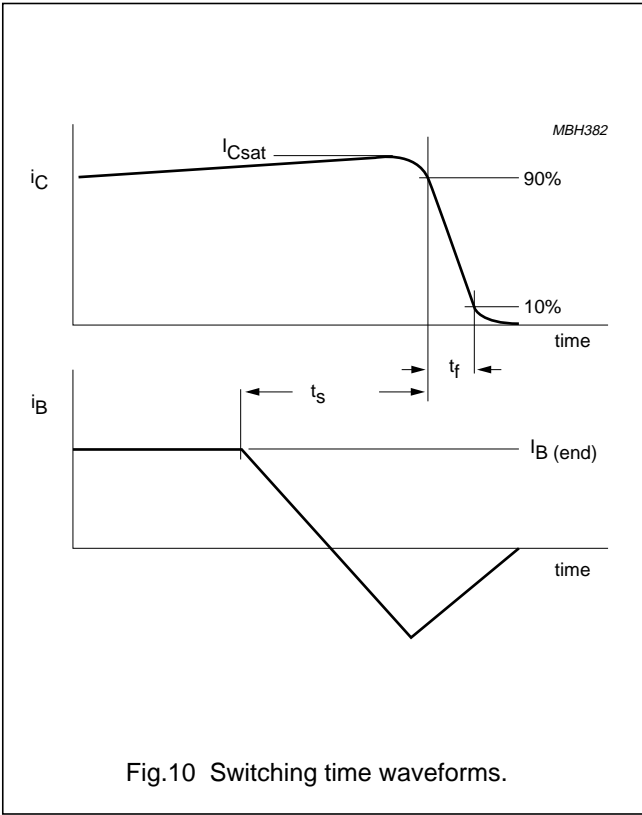 MBH382
ICsat
iC
90%
10%
time
tf
ts
iB
IB (end)
time
Fig.10 Switching time waveforms.